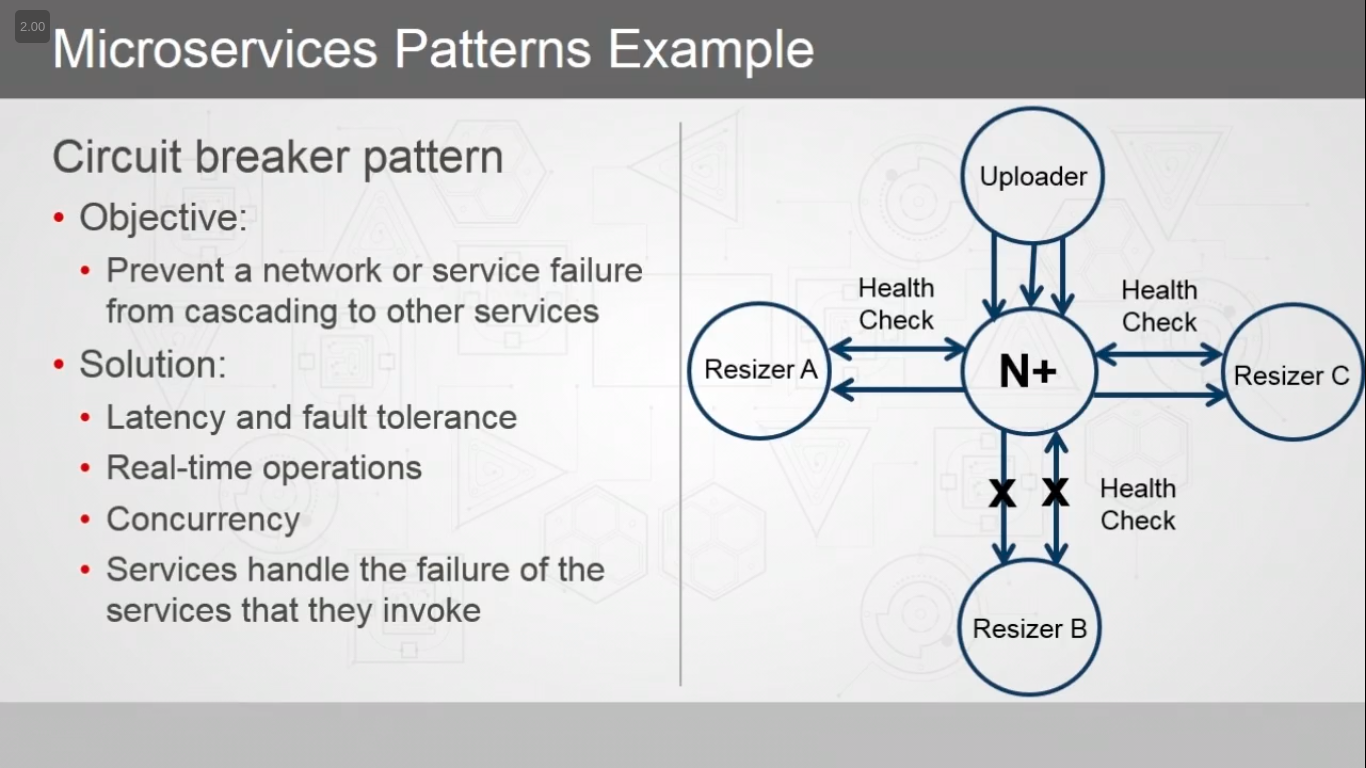 2.00
Microservices Patterns Example
Circuit breaker pattern
• Objective:
• Prevent a network or service failure
from cascading to other services
• Solution:
• Latency and fault tolerance
• Real-time operations
• Concurrency
• Services handle the failure of the
services that they invoke
Uploader
Health
Check
Health
Check
Resizer A
N+
Resizer C
X
X
Health
Check
Resizer B